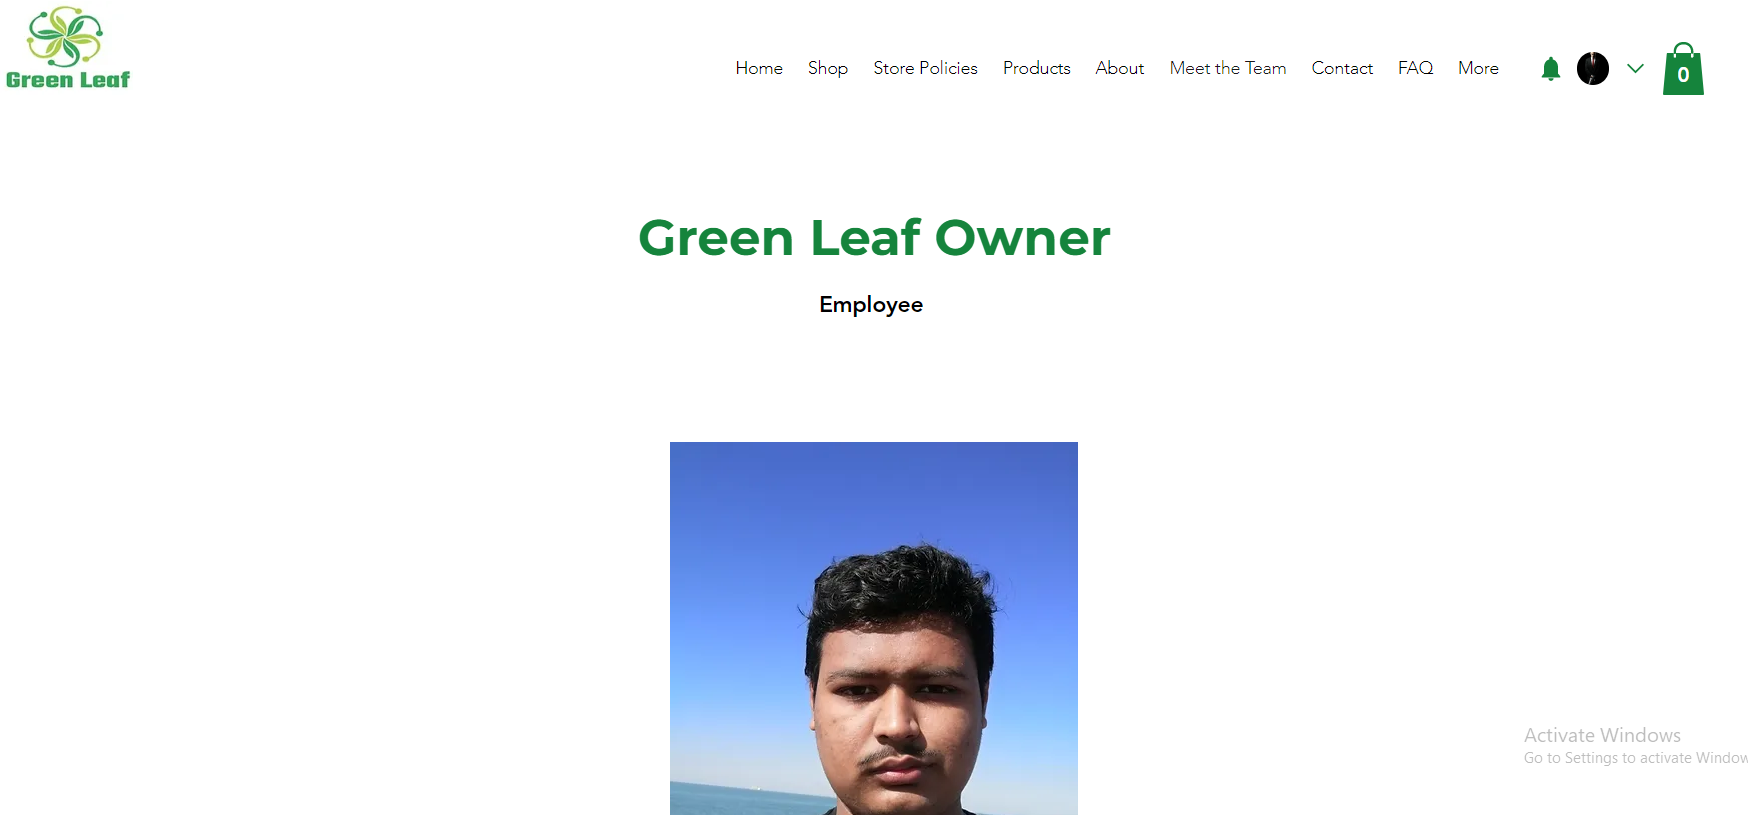 Green Leaf
Home Shop Store Policies Products About Meet the Team Contact FAQ More
0
Green Leaf Owner
Employee
Activate Windows
Go to Settings to activate Window